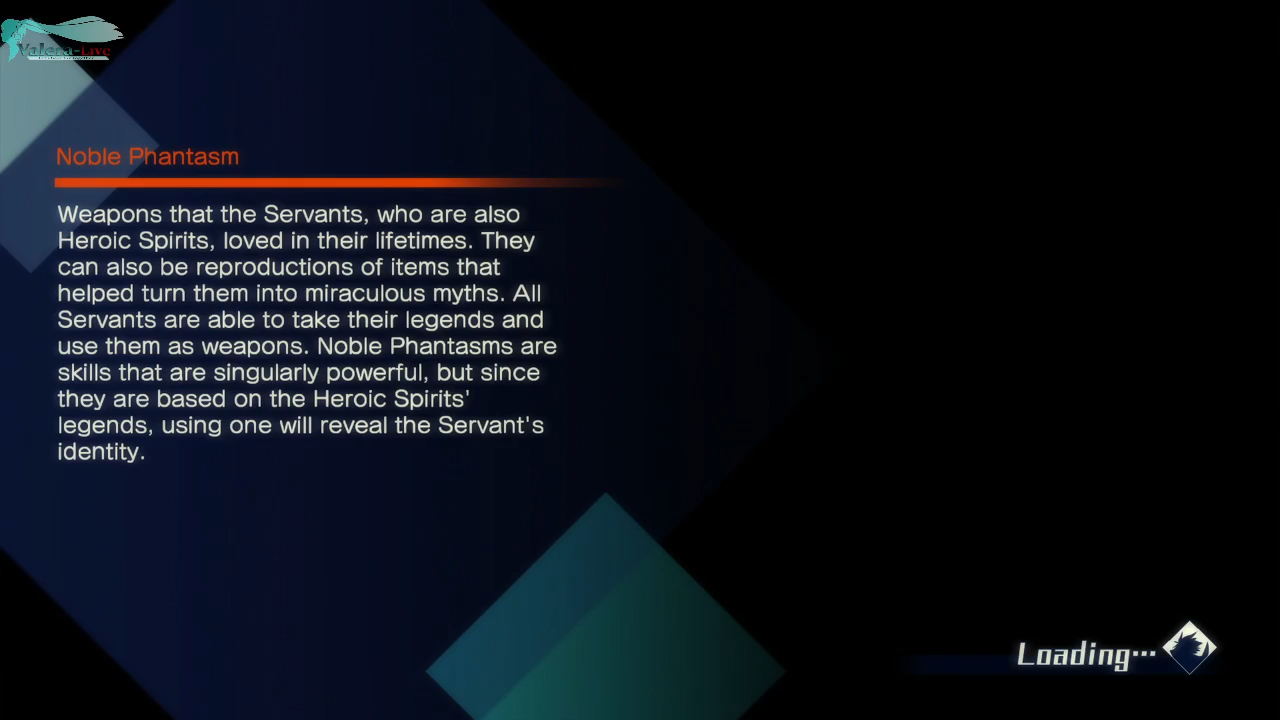 Valera-Live
Noble Phantasm
Weapons that the Servants, who are also
Heroic Spirits, loved in their lifetimes. They
can also be reproductions of items that
helped turn them into miraculous myths. All
Servants are able to take their legends and
use them as weapons. Noble Phantasms are
skills that are singularly powerful, but since
they are based on the Heroic Spirits'
legends, using one will reveal the Servant's
identity.
Loading…